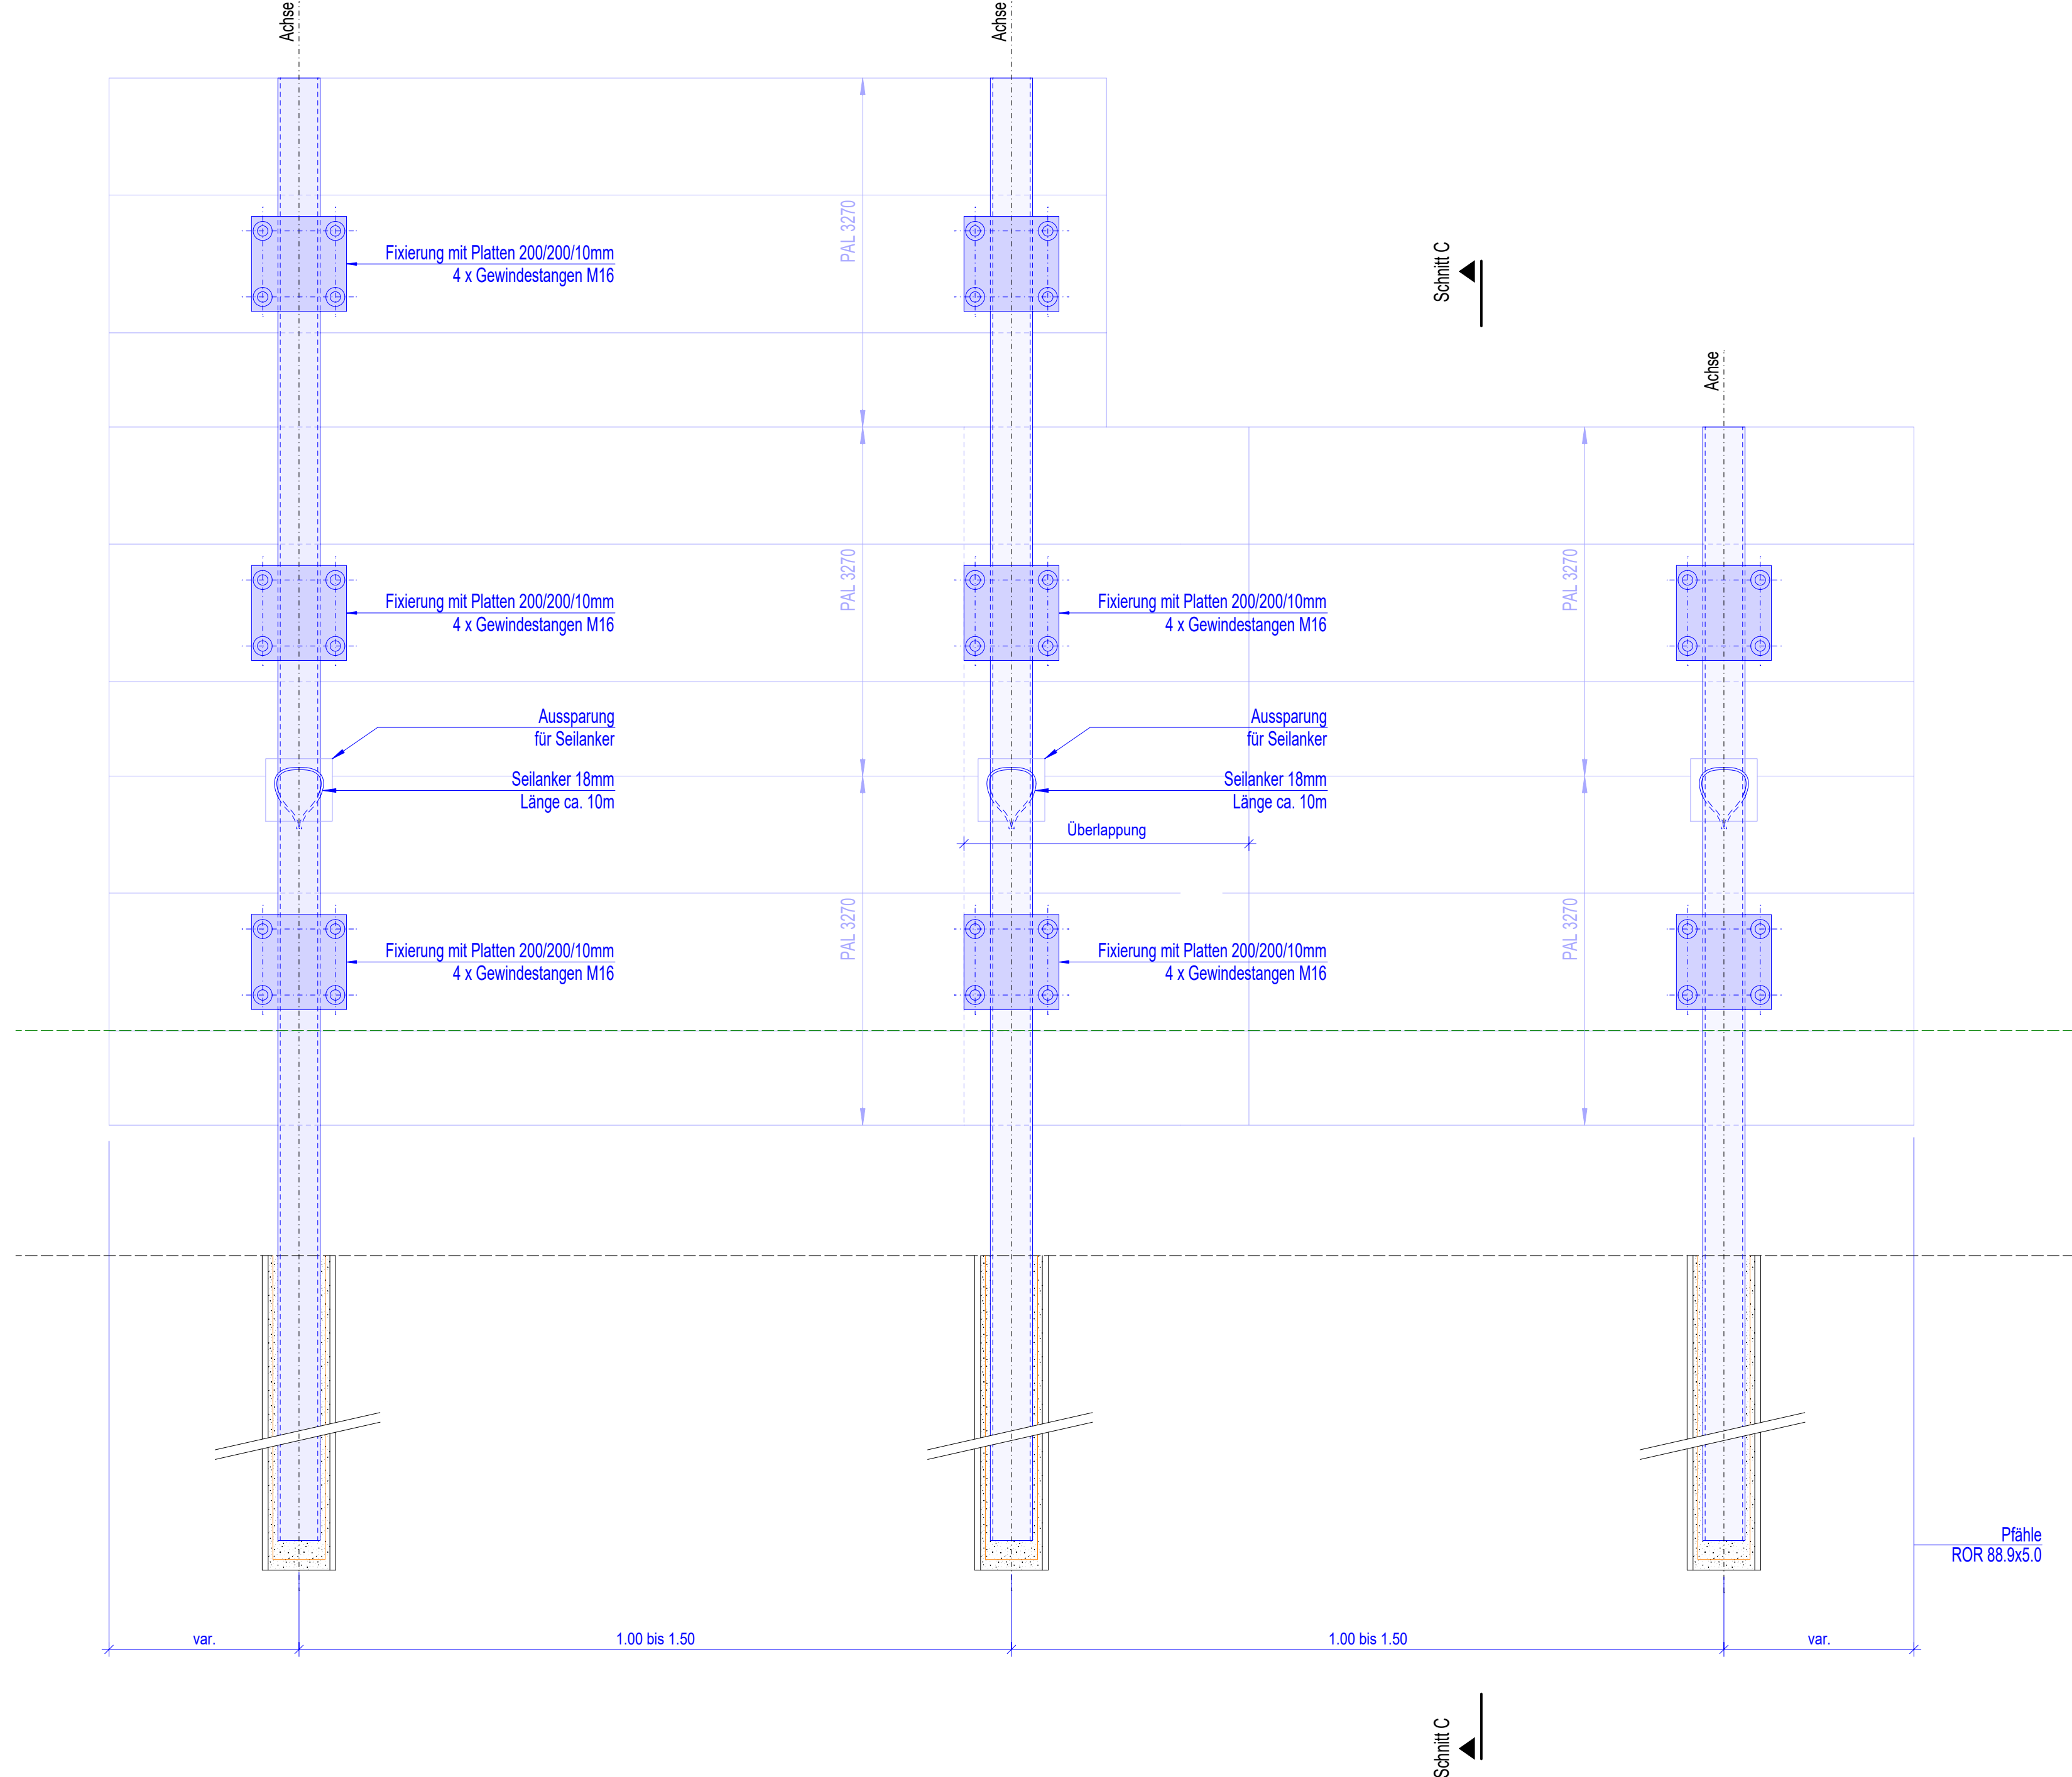 Achse
Achse
PAL 3270
Fixierung mit Platten 200/200/10mm
4 x Gewindestangen M16
Schnitt C
Achse
PAL 3270
PAL 3270
Fixierung mit Platten 200/200/10mm
4 x Gewindestangen M16
Fixierung mit Platten 200/200/10mm
4 x Gewindestangen M16
Aussparung
für Seilanker
Aussparung
für Seilanker
Seilanker 18mm
Länge ca. 10m
Seilanker 18mm
Länge ca. 10m
Überlappung
PAL 3270
PAL 3270
Fixierung mit Platten 200/200/10mm
4 x Gewindestangen M16
Fixierung mit Platten 200/200/10mm
4 x Gewindestangen M16
Pfähle
ROR 88.9x5.0
var.
1.00 bis 1.50
1.00 bis 1.50
var.
Schnitt C